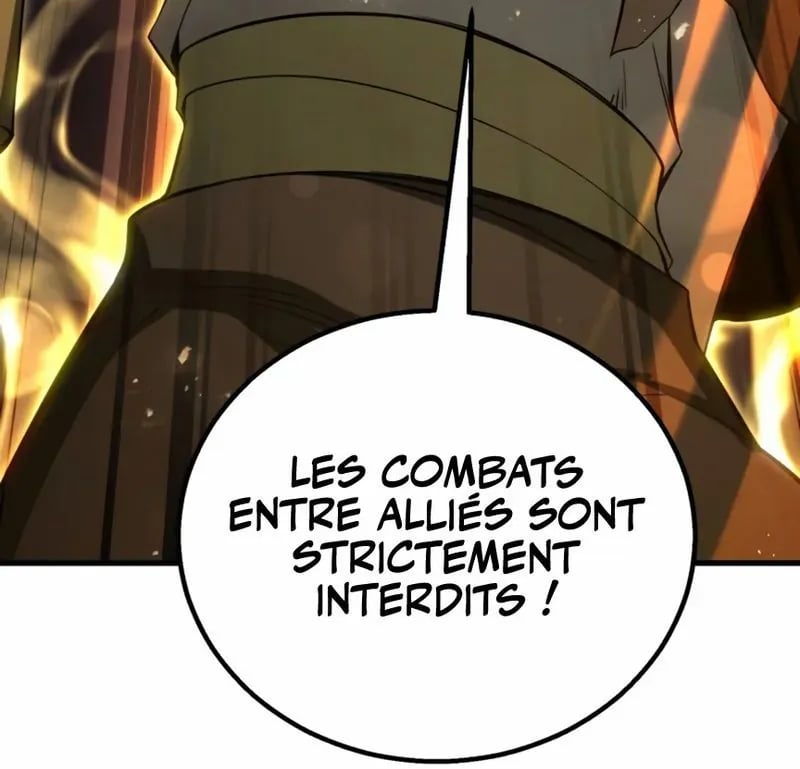 LES COMBATS
ENTRE ALLIÉS SONT
STRICTEMENT
INTERDITS !